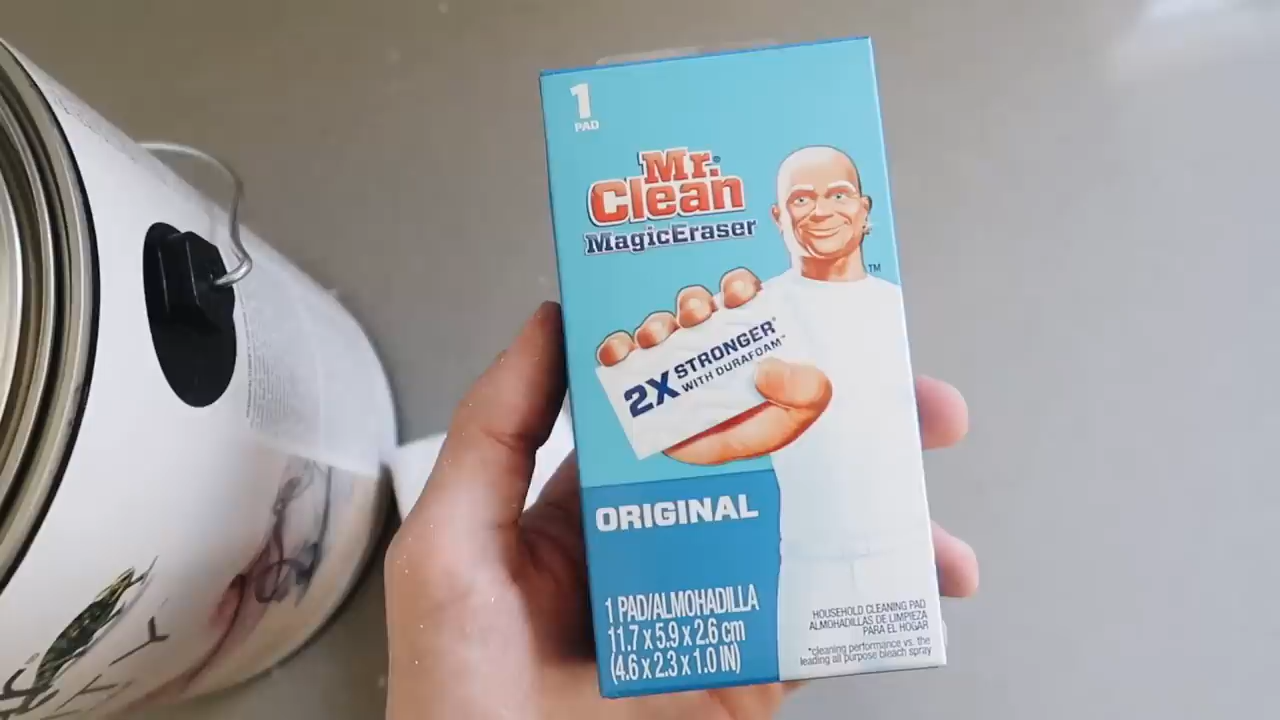 1
PAD
Mr.
Clean
MagicEraser
TM
2X STRONGER®
WITH DURAFOAM™
ORIGINAL
1 PAD/ALMOHADILLA
11.7 x 5.9 x 2.6 cm
(4.6 x 2.3 x 1.0 IN)
HOUSEHOLD CLEANING PAD
ALMOHADILLAS DE LIMPIEZA
PARA EL HOGAR
*cleaning performance vs. the
leading all purpose bleach spray